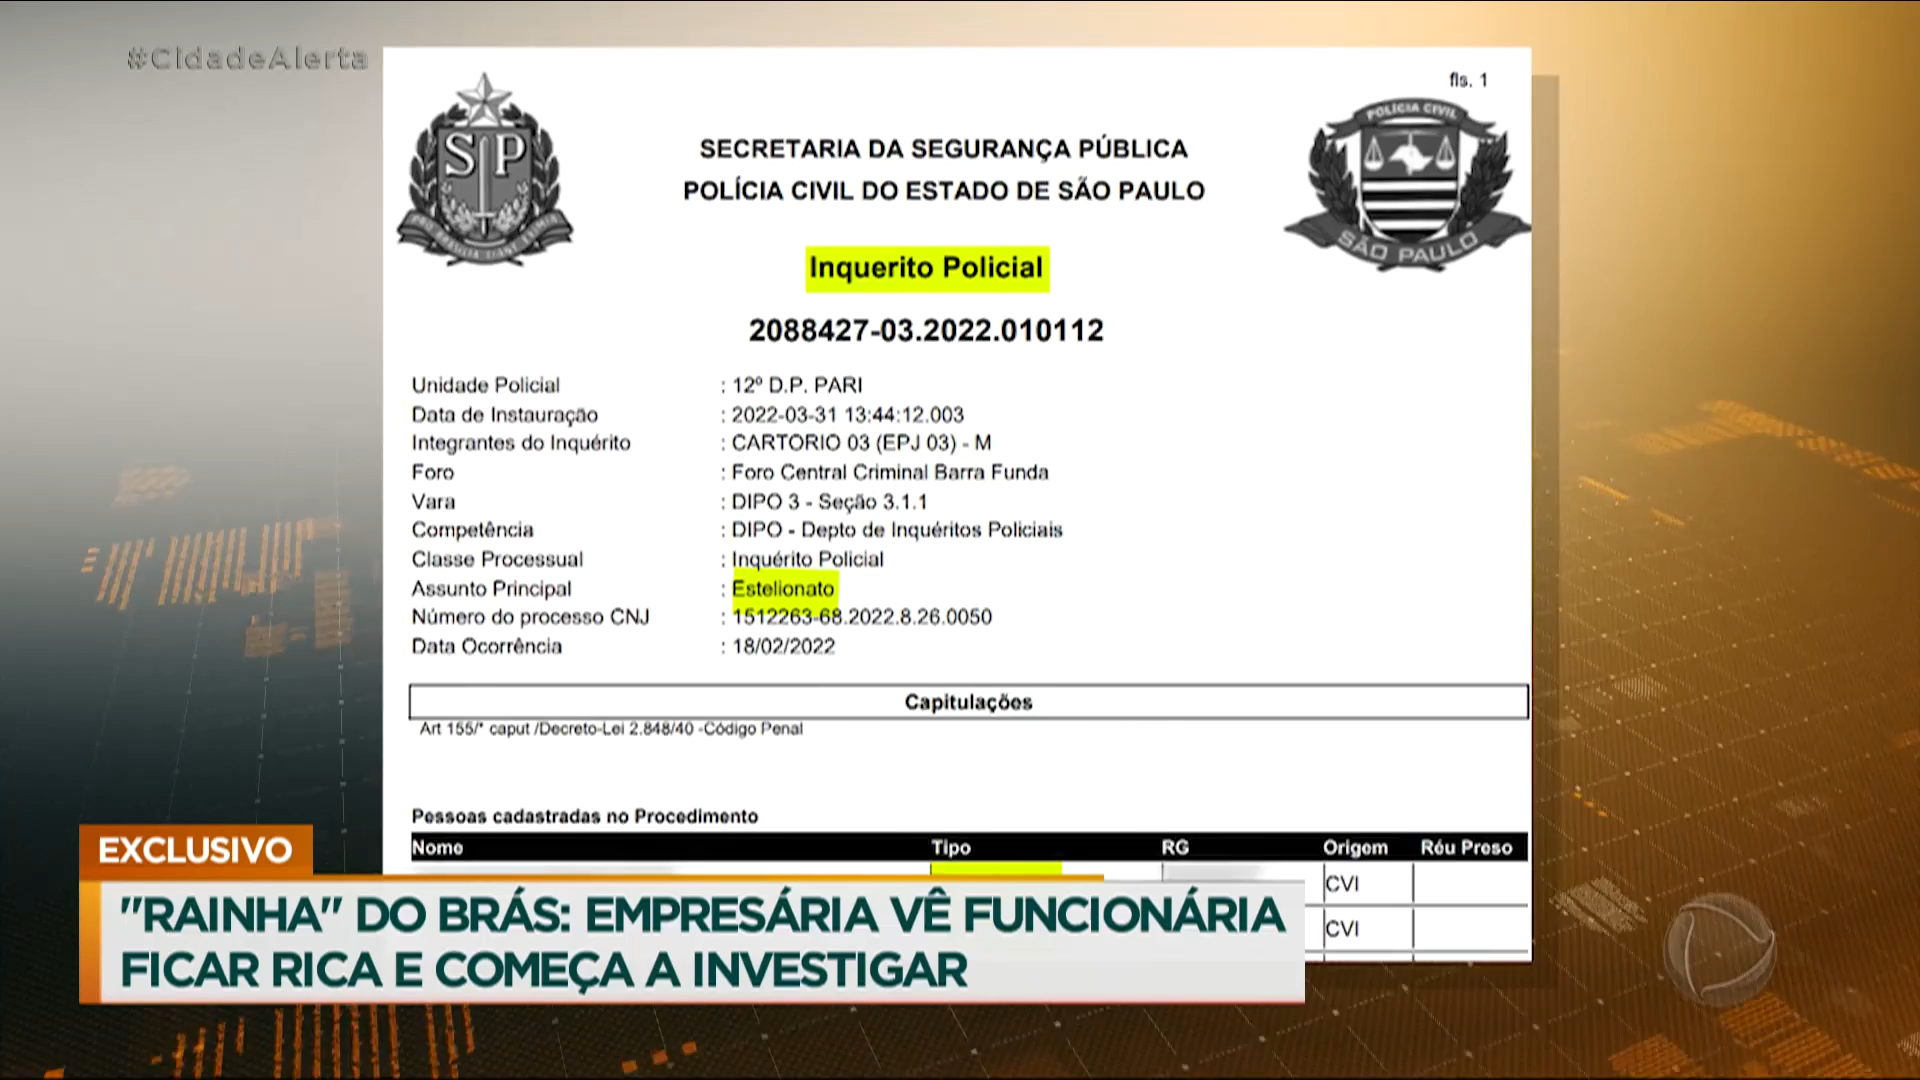 #CidadeAlerta
fls. 1
SP
PRO BRASILIA FIANT EXIMIA
POLÍCIA CIVIL
SÃO PAULO
SECRETARIA DA SEGURANÇA PÚBLICA
POLÍCIA CIVIL DO ESTADO DE SÃO PAULO
Inquerito Policial
2088427-03.2022.010112
Unidade Policial : 12º D.P. PARI
Data de Instauração : 2022-03-31 13:44:12.003
Integrantes do Inquérito : CARTORIO 03 (EPJ 03) - M
Foro : Foro Central Criminal Barra Funda
Vara : DIPO 3 - Seção 3.1.1
Competência : DIPO - Depto de Inquéritos Policiais
Classe Processual : Inquérito Policial
Assunto Principal : Estelionato
Número do processo CNJ : 1512263-68.2022.8.26.0050
Data Ocorrência : 18/02/2022
Capitulações
Art 155/* caput /Decreto-Lei 2.848/40 -Código Penal
Pessoas cadastradas no Procedimento
Nome Tipo RG Origem Réu Preso
CVI
CVI
EXCLUSIVO
"RAINHA" DO BRÁS: EMPRESÁRIA VÊ FUNCIONÁRIA
FICAR RICA E COMEÇA A INVESTIGAR